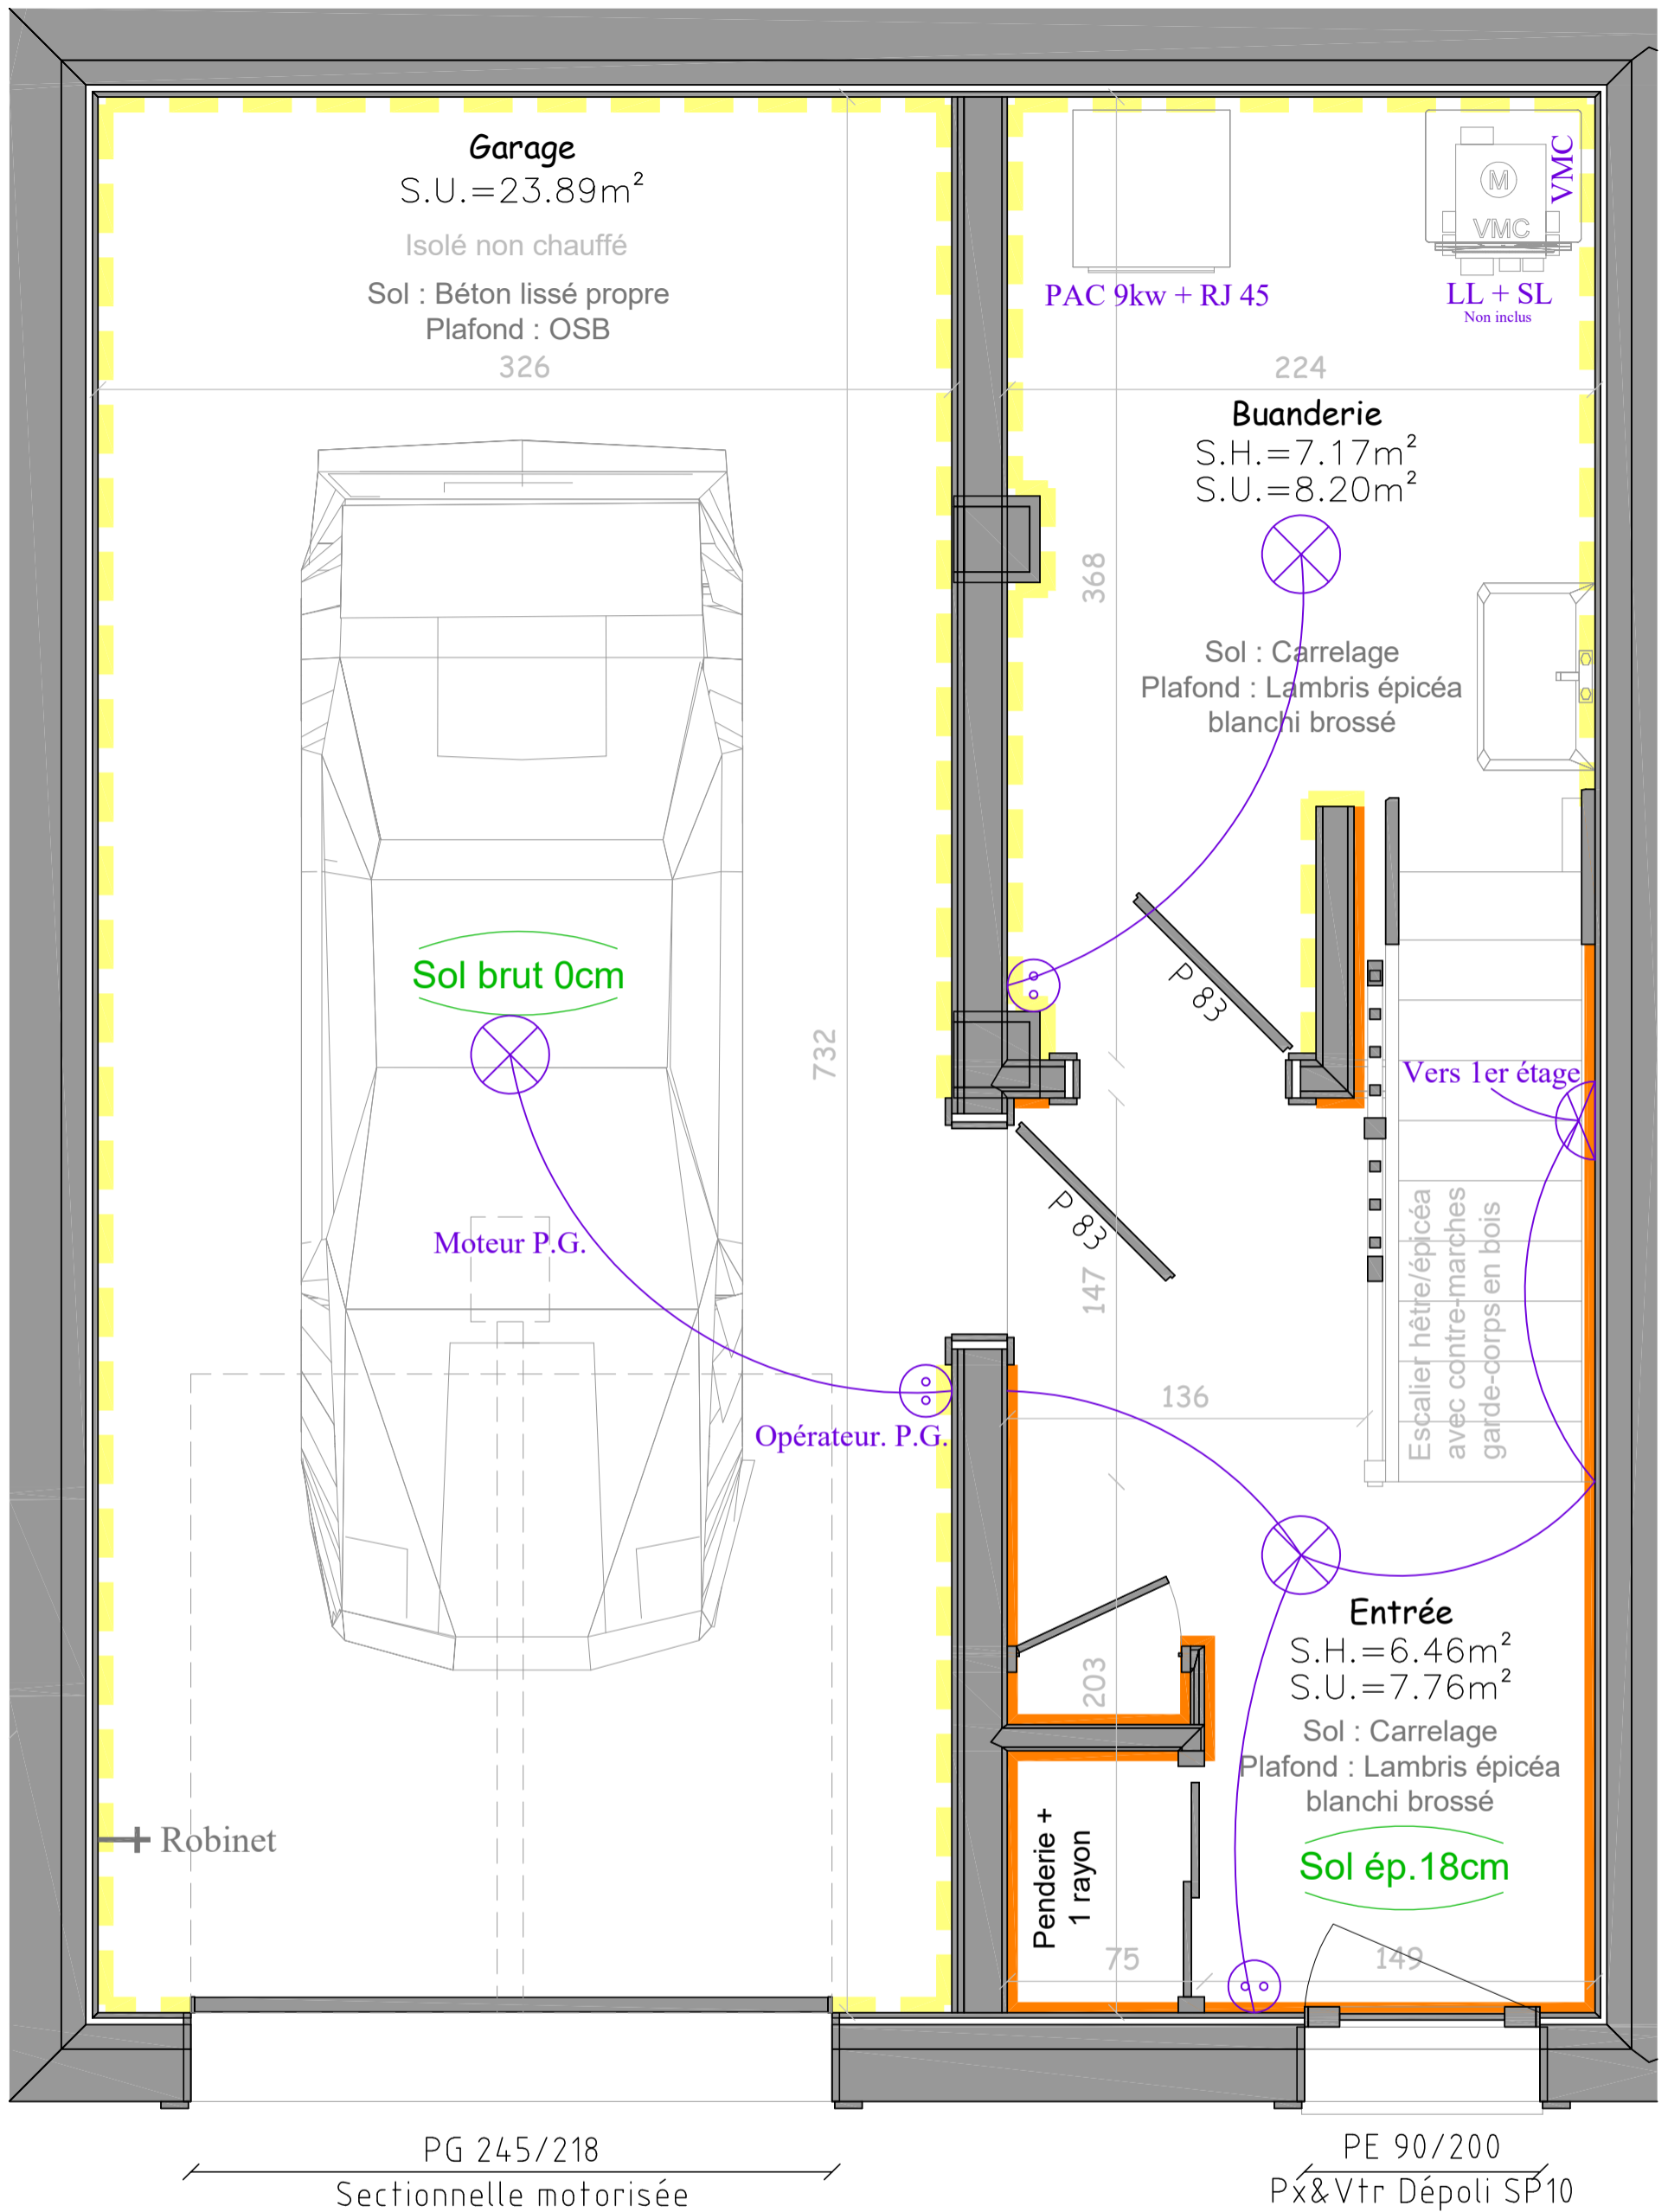 Garage
S.U.=23.89m²
Isolé non chauffé
Sol : Béton lissé propre
Plafond : OSB
326
VMC
M
VMC
PAC 9kw + RJ 45
LL + SL
Non inclus
224
Buanderie
S.H.=7.17m²
S.U.=8.20m²
368
Sol : Carrelage
Plafond : Lambris épicéa
blanchi brossé
Sol brut 0cm
732
P 83
Vers 1er étage
P 83
Moteur P.G.
147
Escalier hêtre/épicéa
avec contre-marches
garde-corps en bois
136
Opérateur. P.G.
Entrée
S.H.=6.46m²
S.U.=7.76m²
203
Sol : Carrelage
Plafond : Lambris épicéa
blanchi brossé
Robinet
Penderie +
1 rayon
Sol ép.18cm
75
149
PG 245/218
Sectionnelle motorisée
PE 90/200
Px&Vtr Dépoli SP10